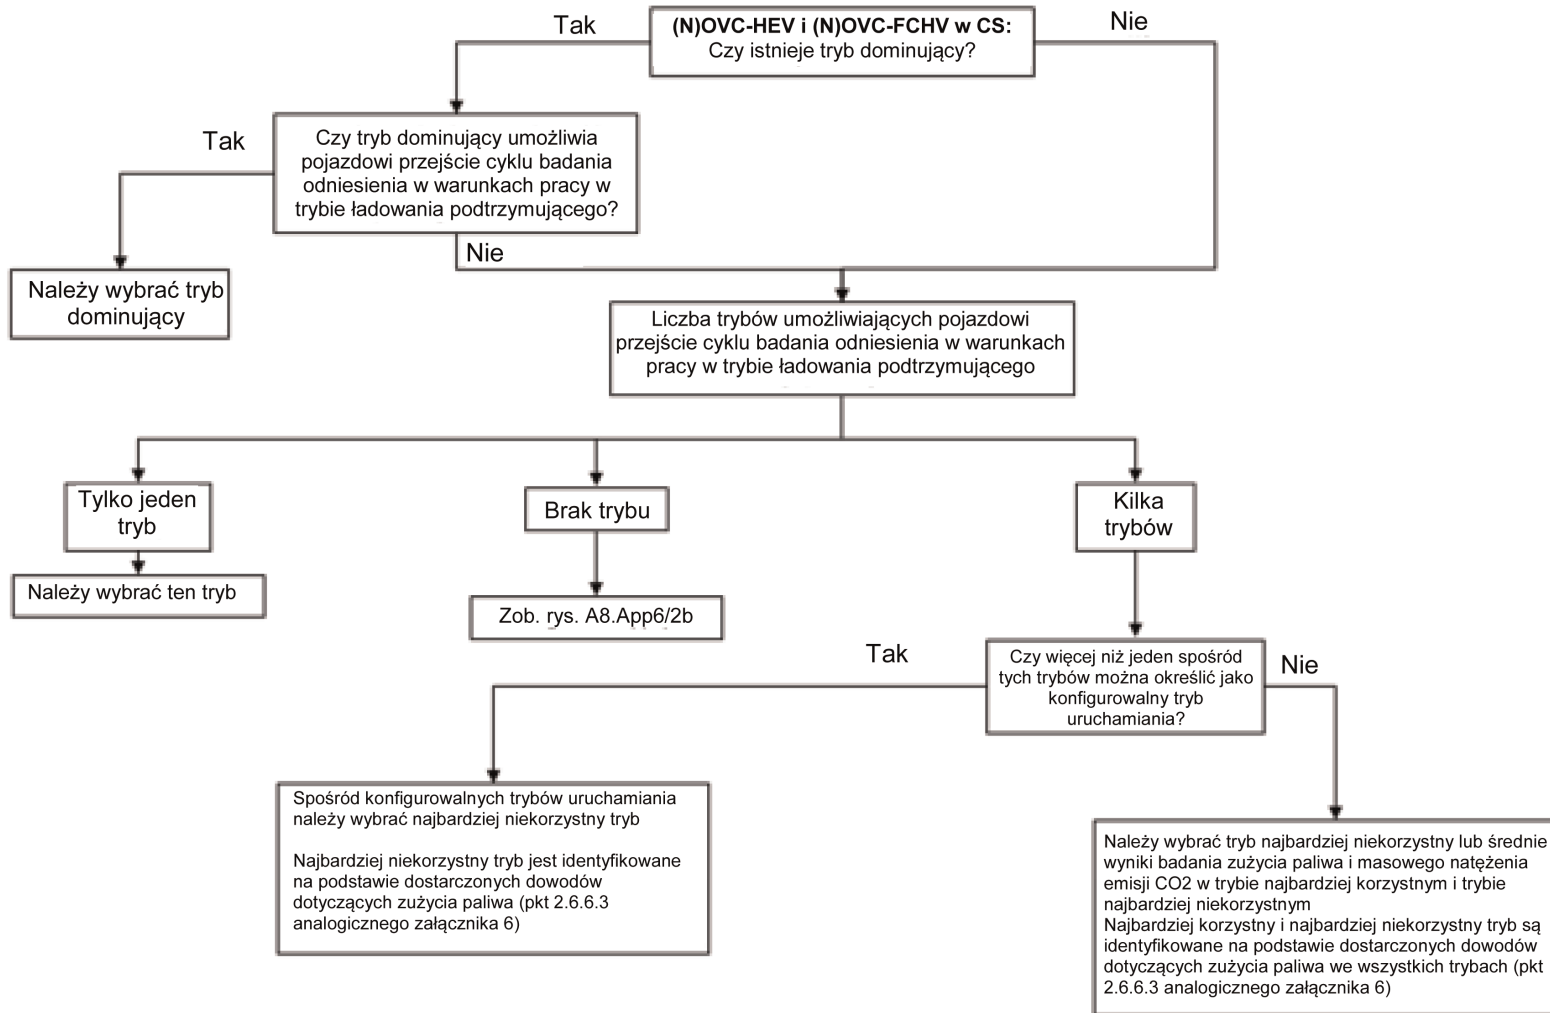 Tak
(N)OVC-HEV i (N)OVC-FCHV w CS:
Czy istnieje tryb dominujący?
Nie
Tak
Czy tryb dominujący umożliwia
pojazdowi przejście cyklu badania
odniesienia w warunkach pracy w
trybie ładowania podtrzymującego?
Nie
Należy wybrać tryb
dominujący
Liczba trybów umożliwiających pojazdowi
przejście cyklu badania odniesienia w warunkach
pracy w trybie ładowania podtrzymującego
Tylko jeden
tryb
Należy wybrać ten tryb
Brak trybu
Zob. rys. A8.App6/2b
Kilka
trybów
Tak
Czy więcej niż jeden spośród
tych trybów można określić jako
konfigurowalny tryb
uruchamiania?
Nie
Spośród konfigurowalnych trybów uruchamiania
należy wybrać najbardziej niekorzystny tryb
Najbardziej niekorzystny tryb jest identyfikowane
na podstawie dostarczonych dowodów
dotyczących zużycia paliwa (pkt 2.6.6.3
analogicznego załącznika 6)
Należy wybrać tryb najbardziej niekorzystny lub średnie
wyniki badania zużycia paliwa i masowego natężenia
emisji CO2 w trybie najbardziej korzystnym i trybie
najbardziej niekorzystnym
Najbardziej korzystny i najbardziej niekorzystny tryb są
identyfikowane na podstawie dostarczonych dowodów
dotyczących zużycia paliwa we wszystkich trybach (pkt
2.6.6.3 analogicznego załącznika 6)